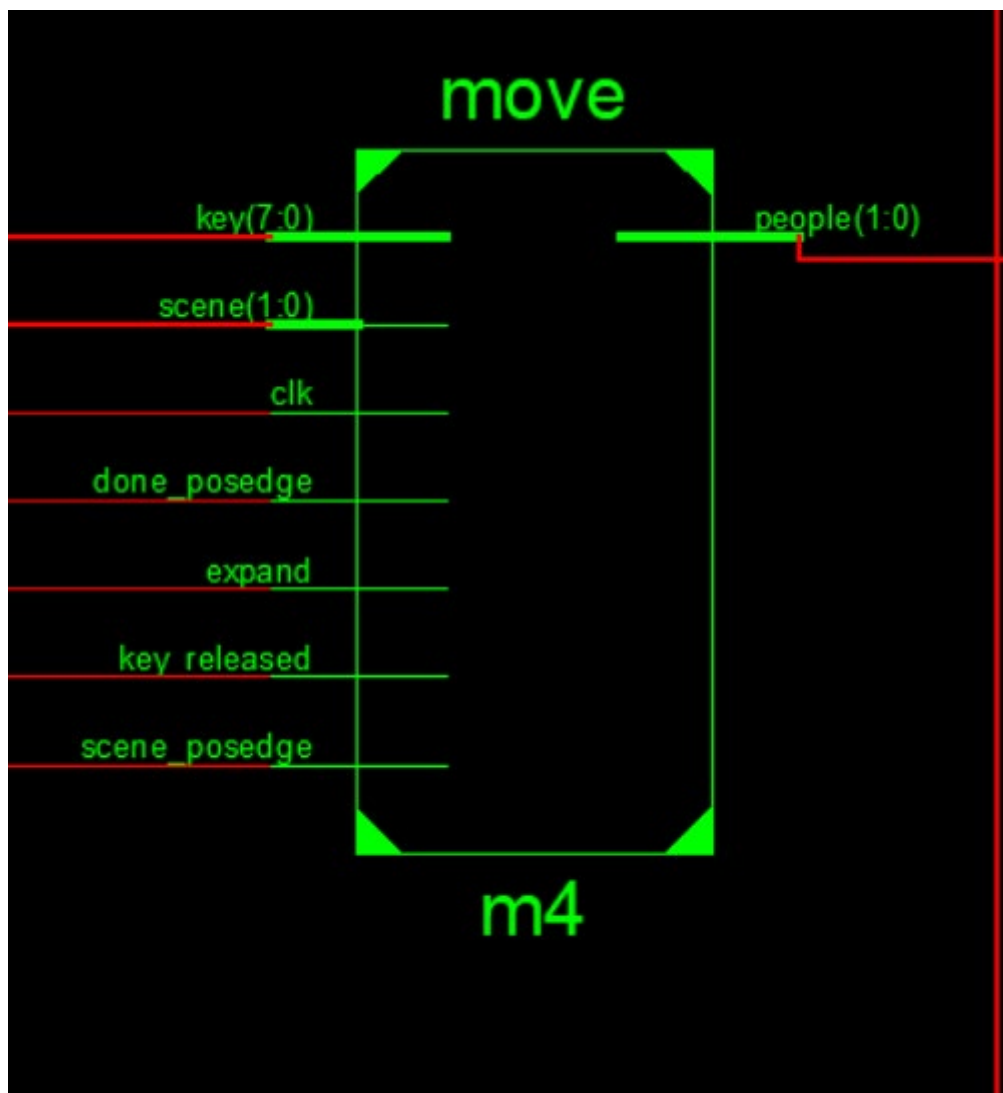 move
key(7:0)
people(1:0)
scene(1:0)
clk
done_posedge
expand
key_released
scene_posedge
m4